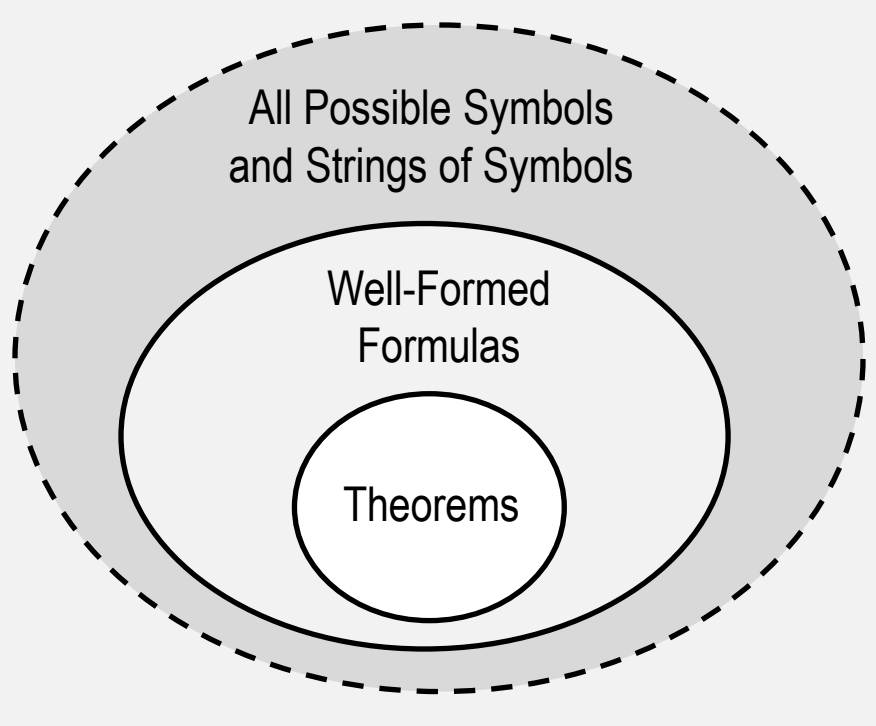 All Possible Symbols
and Strings of Symbols
Well-Formed
Formulas
Theorems